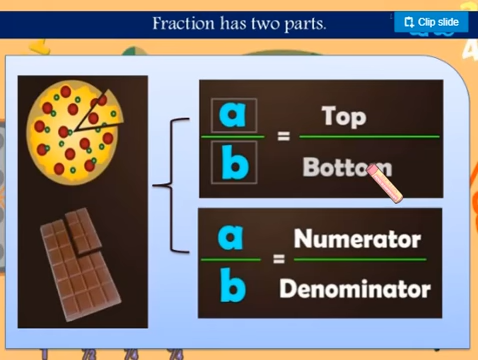 Fraction has two parts.
Clip slide
a
b
=
Top
Bottom
a
b
=
Numerator
Denominator